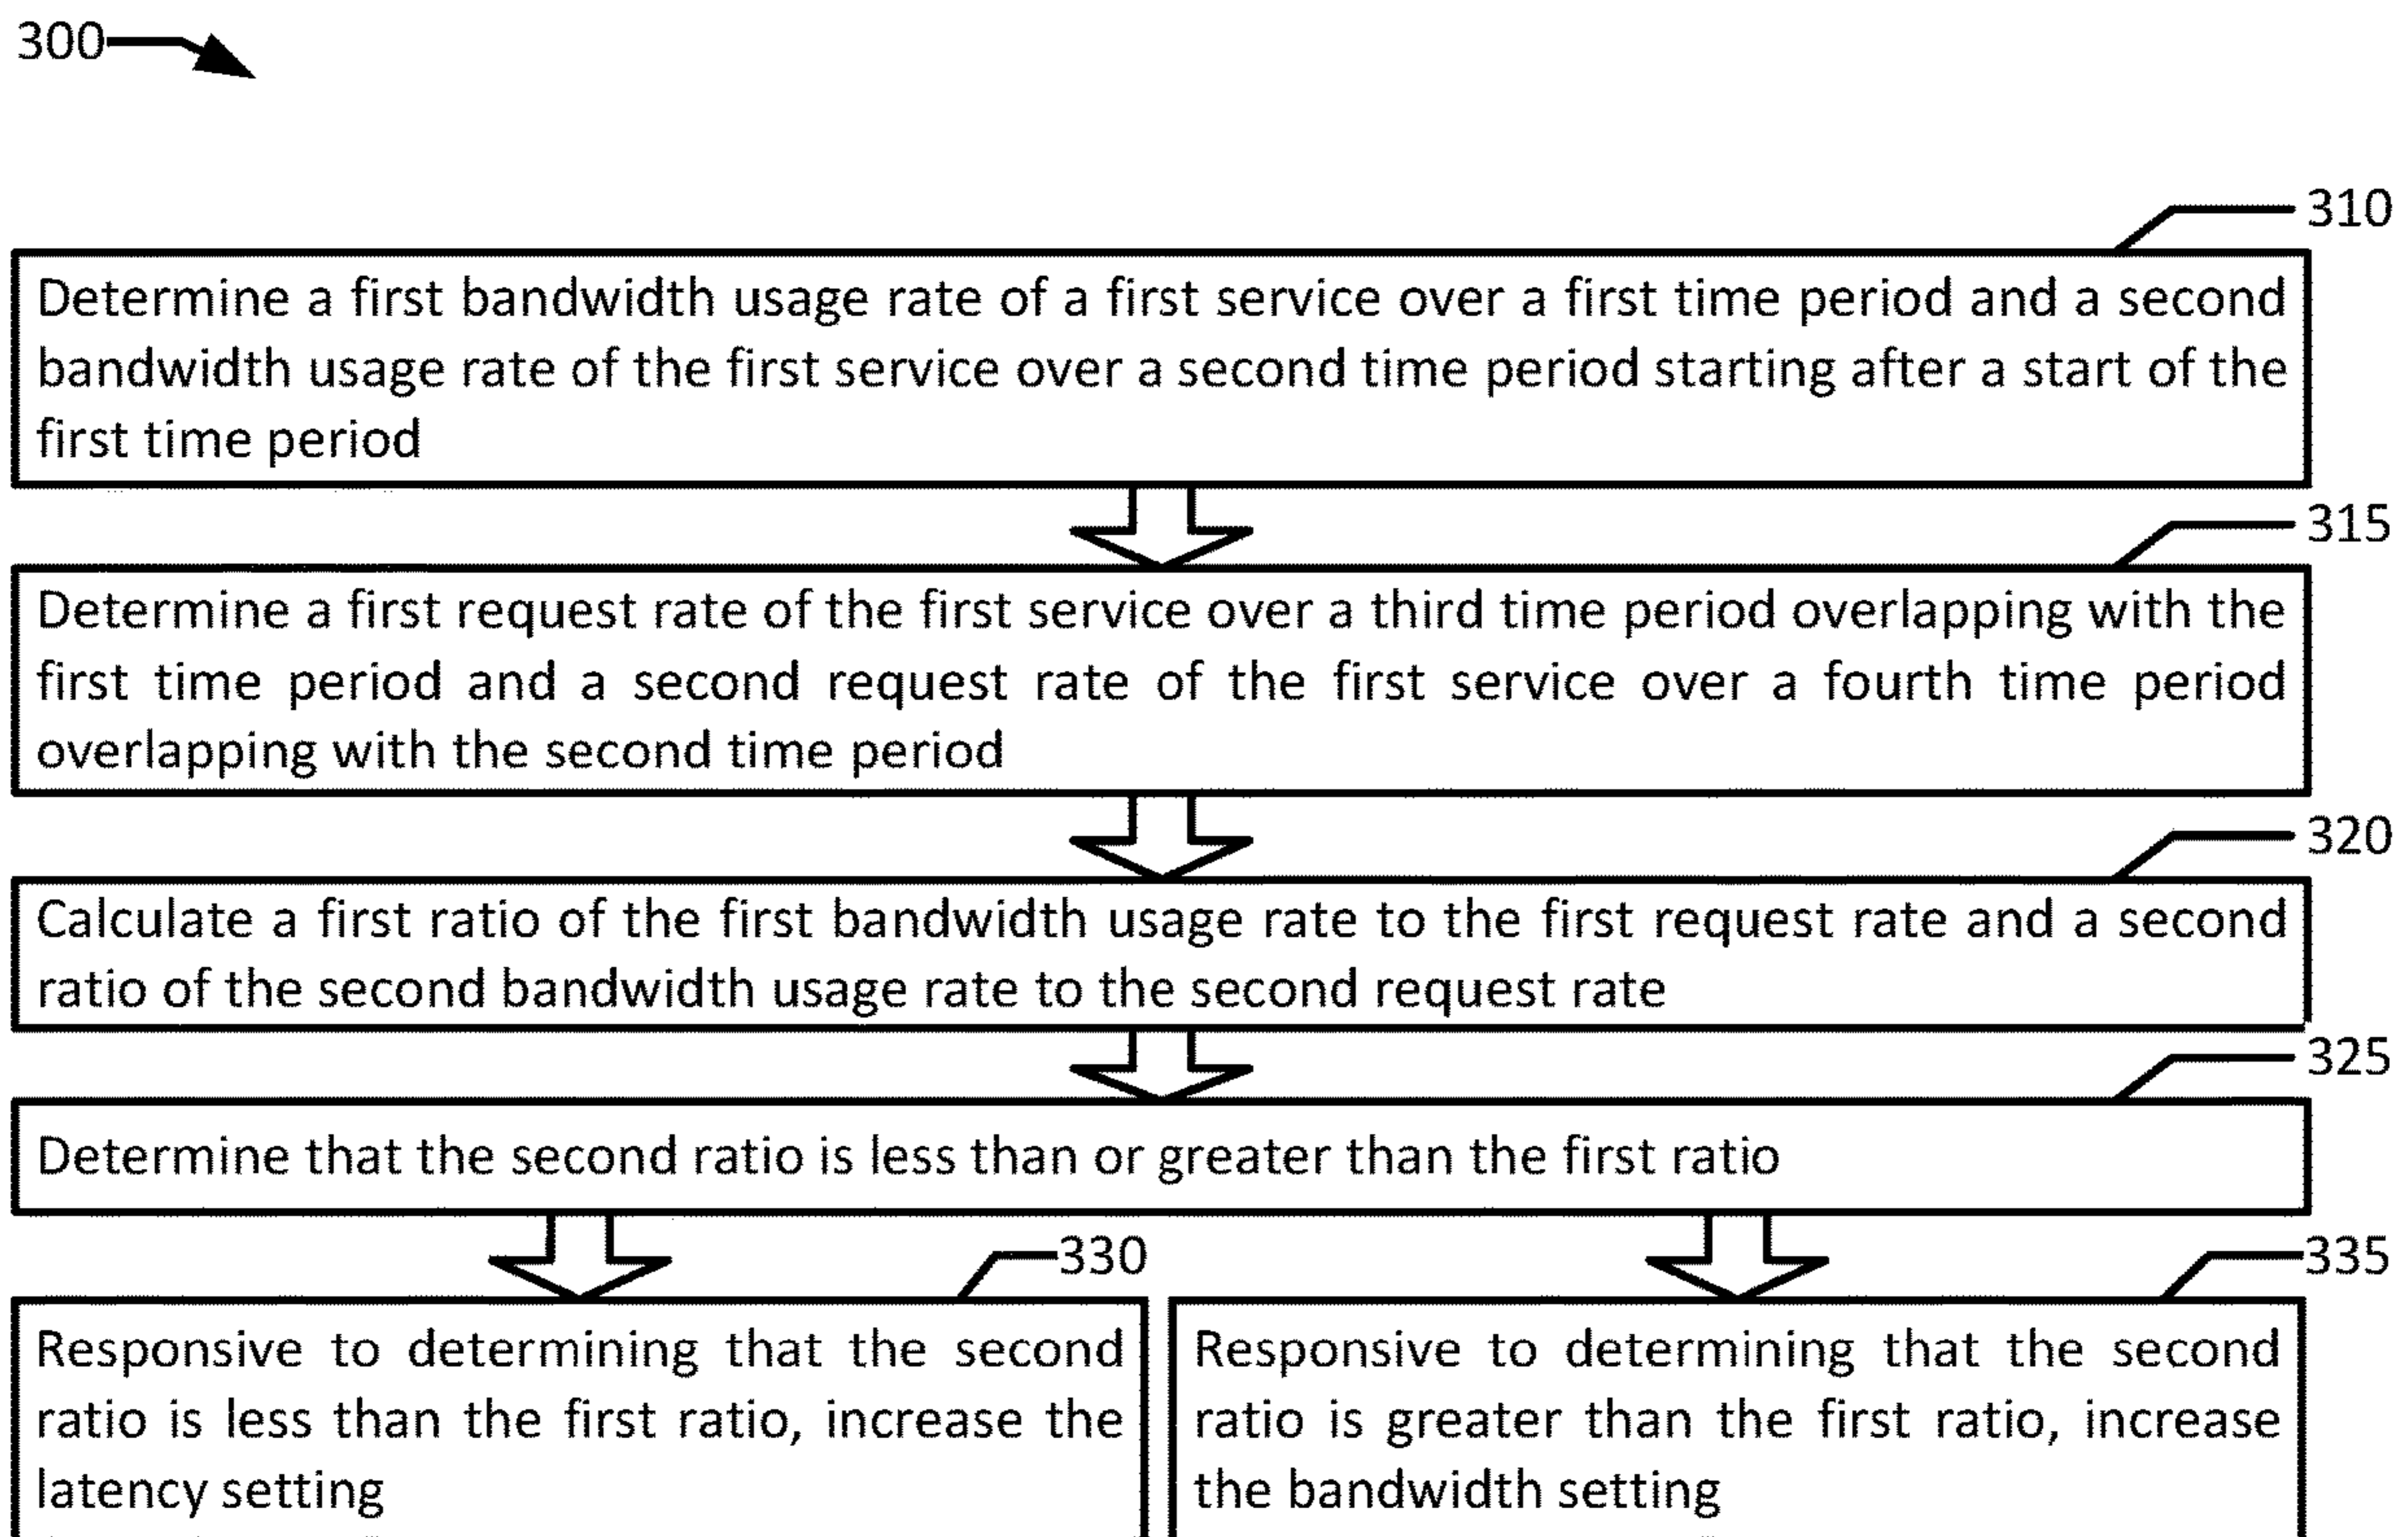 300
310
Determine a first bandwidth usage rate of a first service over a first time period and a second
bandwidth usage rate of the first service over a second time period starting after a start of the
first time period
315
Determine a first request rate of the first service over a third time period overlapping with the
first time period and a second request rate of the first service over a fourth time period
overlapping with the second time period
320
Calculate a first ratio of the first bandwidth usage rate to the first request rate and a second
ratio of the second bandwidth usage rate to the second request rate
325
Determine that the second ratio is less than or greater than the first ratio
330
Responsive to determining that the second
ratio is less than the first ratio, increase the
latency setting
335
Responsive to determining that the second
ratio is greater than the first ratio, increase
the bandwidth setting